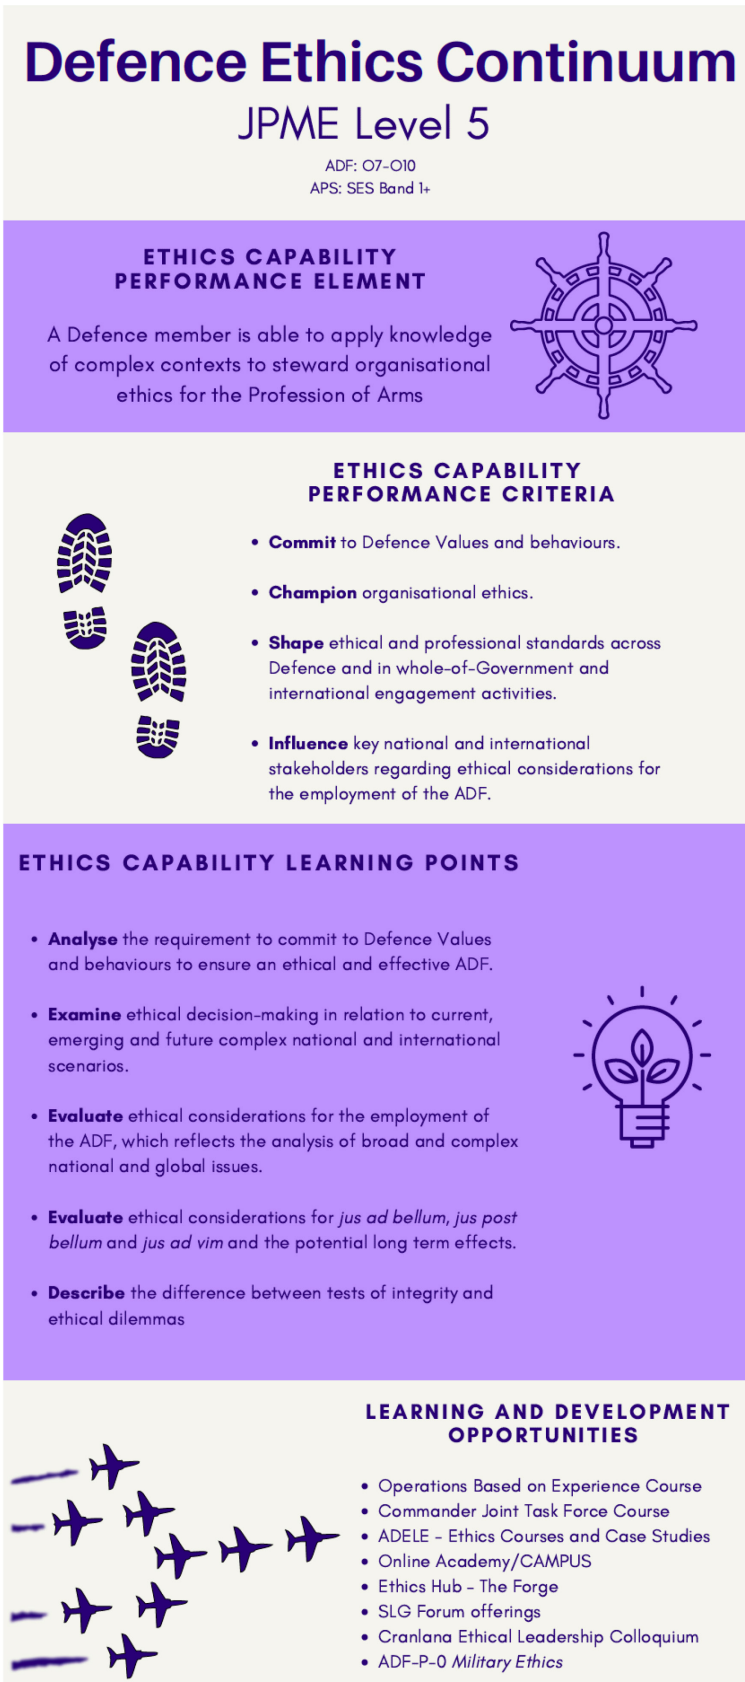 Defence Ethics Continuum
JPME Level 5
ADF: O7-O10
APS: SES Band 1+
ETHICS CAPABILITY
PERFORMANCE ELEMENT
A Defence member is able to apply knowledge
of complex contexts to steward organisational
ethics for the Profession of Arms
ETHICS CAPABILITY
PERFORMANCE CRITERIA
• Commit to Defence Values and behaviours.
• Champion organisational ethics.
• Shape ethical and professional standards across
Defence and in whole-of-Government and
international engagement activities.
• Influence key national and international
stakeholders regarding ethical considerations for
the employment of the ADF.
ETHICS CAPABILITY LEARNING POINTS
• Analyse the requirement to commit to Defence Values
and behaviours to ensure an ethical and effective ADF.
• Examine ethical decision-making in relation to current,
emerging and future complex national and international
scenarios.
• Evaluate ethical considerations for the employment of
the ADF, which reflects the analysis of broad and complex
national and global issues.
• Evaluate ethical considerations for jus ad bellum, jus post
bellum and jus ad vim and the potential long term effects.
• Describe the difference between tests of integrity and
ethical dilemmas
LEARNING AND DEVELOPMENT
OPPORTUNITIES
• Operations Based on Experience Course
• Commander Joint Task Force Course
• ADELE - Ethics Courses and Case Studies
• Online Academy/CAMPUS
• Ethics Hub - The Forge
• SLG Forum offerings
• Cranlana Ethical Leadership Colloquium
• ADF-P-0 Military Ethics